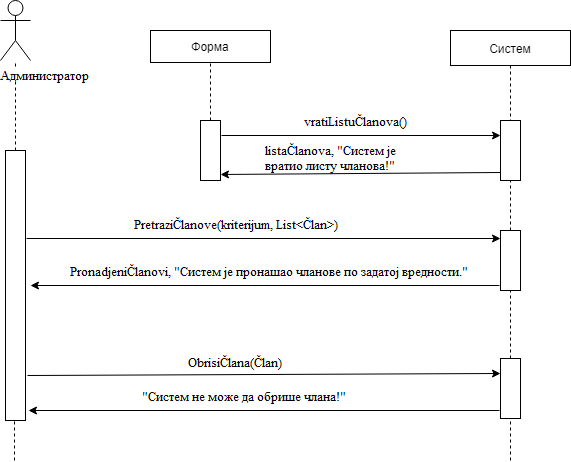 Форма
Систем
Администратор
vratiListuČlanova()
listaČlanova, "Систем је
вратио листу чланова!"
PretraziČlanove(kriterijum, List<Član>)
PronadjeniČlanovi, "Систем је пронашао чланове по задатој вредности."
ObrisiČlana(Član)
"Систем не може да обрише члана!"